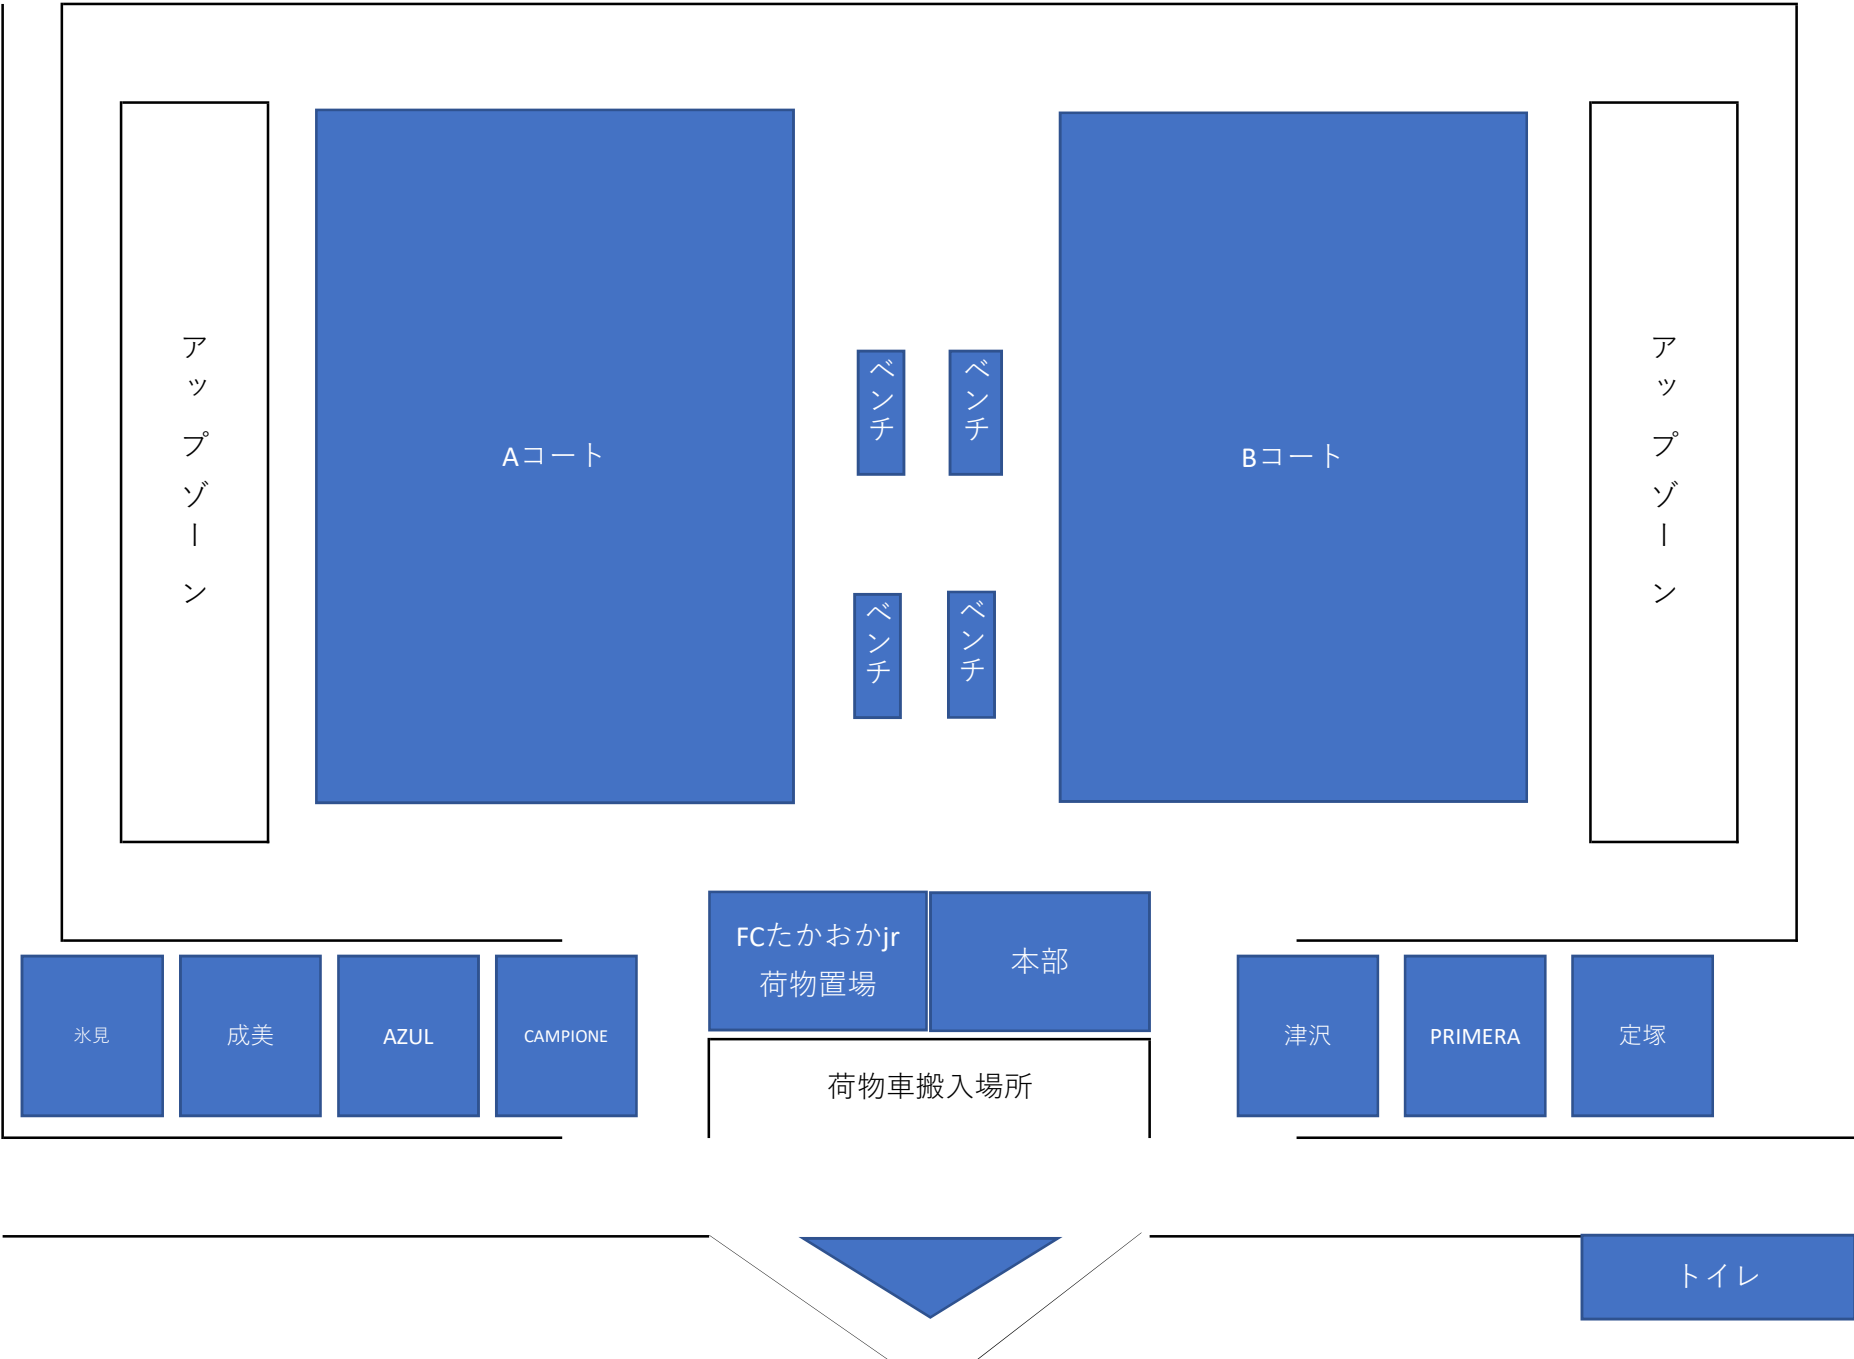 アップゾーン
Aコート
ベンチ
ベンチ
ベンチ
ベンチ
Bコート
アップゾーン
FCたかおかjr
荷物置場
本部
氷見
成美
AZUL
CAMPIONE
荷物車搬入場所
津沢
PRIMERA
定塚
トイレ